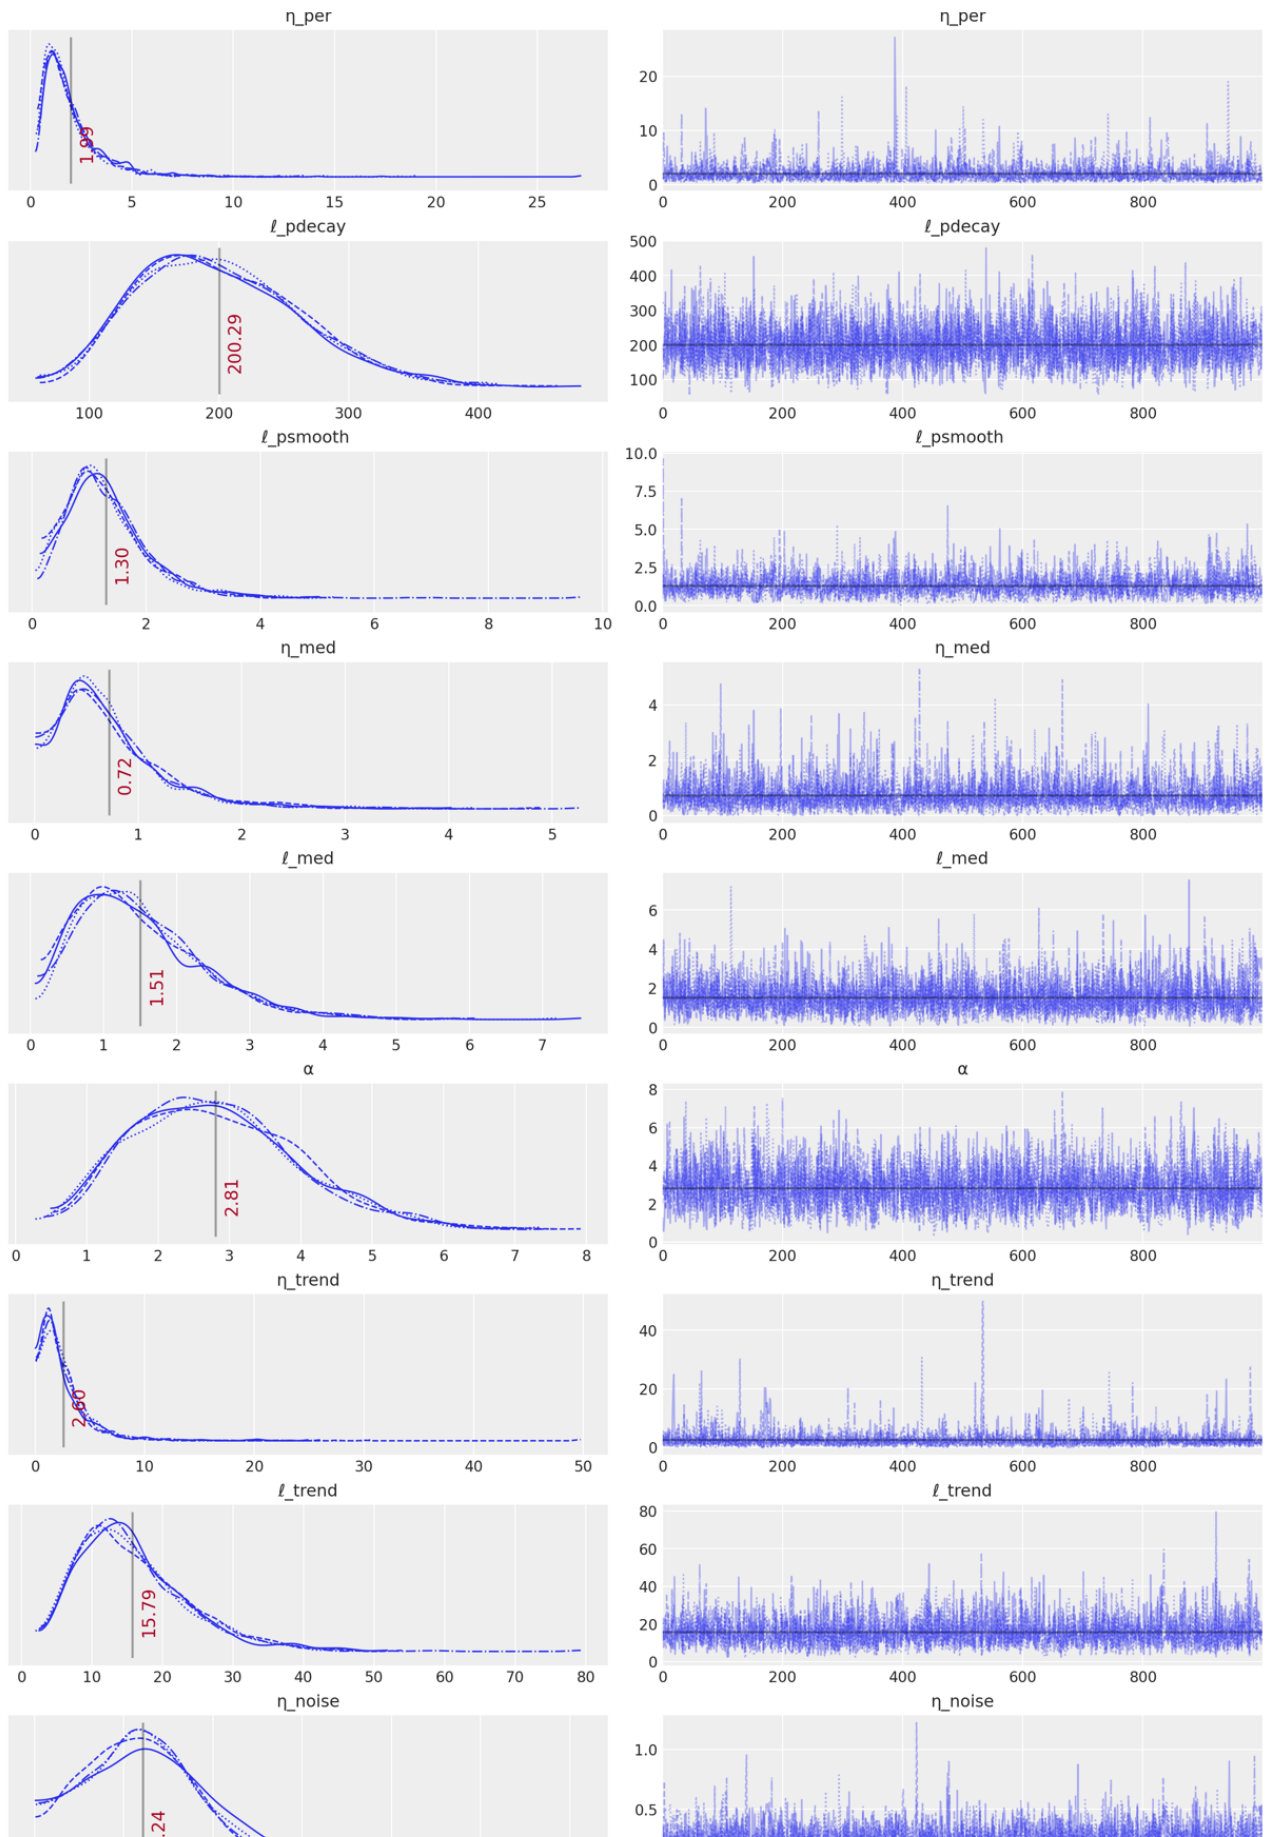 η_per η_per
1.99
0 5 10 15 20 25
20
10
0
0 200 400 600 800
ℓ_pdecay ℓ_pdecay
200.29
100 200 300 400
500
400
300
200
100
0 200 400 600 800
ℓ_psmooth ℓ_psmooth
1.30
0 2 4 6 8 10
10.0
7.5
5.0
2.5
0.0
0 200 400 600 800
η_med η_med
0.72
0 1 2 3 4 5
4
2
0
0 200 400 600 800
ℓ_med ℓ_med
1.51
0 1 2 3 4 5 6 7
6
4
2
0
0 200 400 600 800
α α
2.81
0 1 2 3 4 5 6 7 8
8
6
4
2
0
0 200 400 600 800
η_trend η_trend
2.60
0 10 20 30 40 50
40
20
0
0 200 400 600 800
ℓ_trend ℓ_trend
15.79
0 10 20 30 40 50 60 70 80
80
60
40
20
0
0 200 400 600 800
η_noise η_noise
.24
1.0
0.5